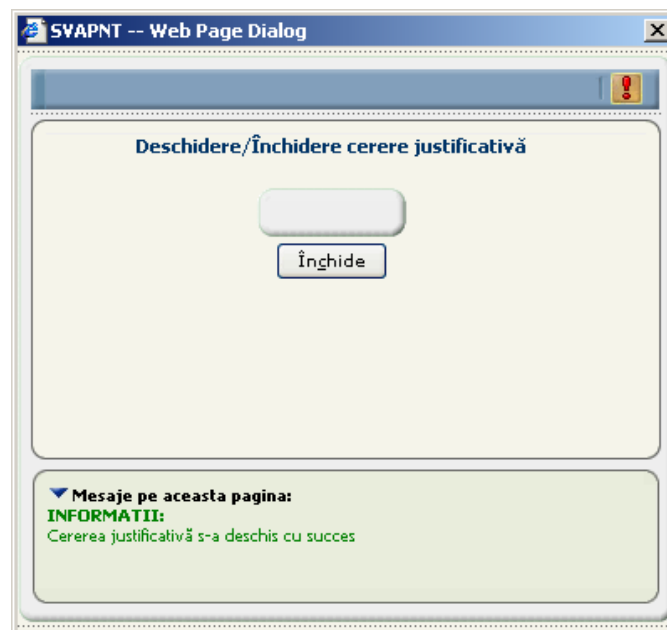 SVAPNT -- Web Page Dialog
Deschidere/Închidere cerere justificativă
Închide
Mesaje pe aceasta pagina:
INFORMATII:
Cererea justificativă s-a deschis cu succes